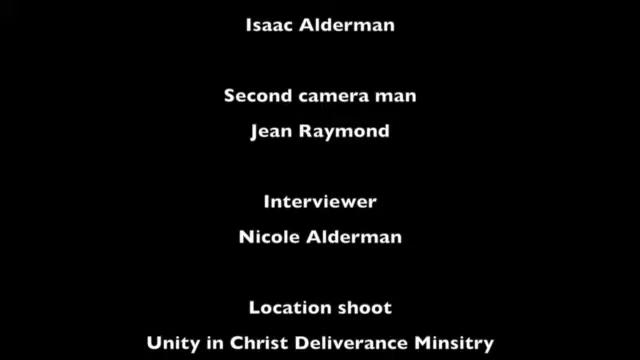 Isaac Alderman
Second camera man
Jean Raymond
Interviewer
Nicole Alderman
Location shoot
Unity in Christ Deliverance Minsitry